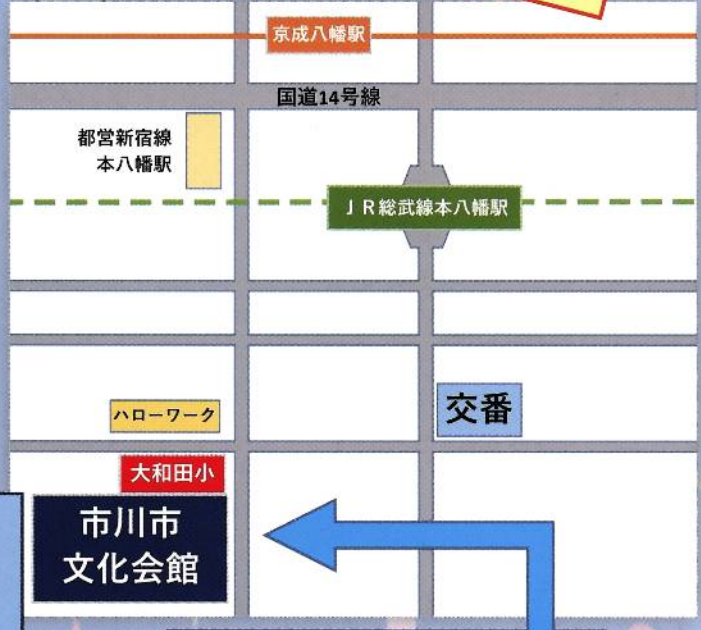 京成八幡駅
国道14号線
都営新宿線
本八幡駅
JR総武線本八幡駅
ハローワーク
交番
大和田小
市川市
文化会館